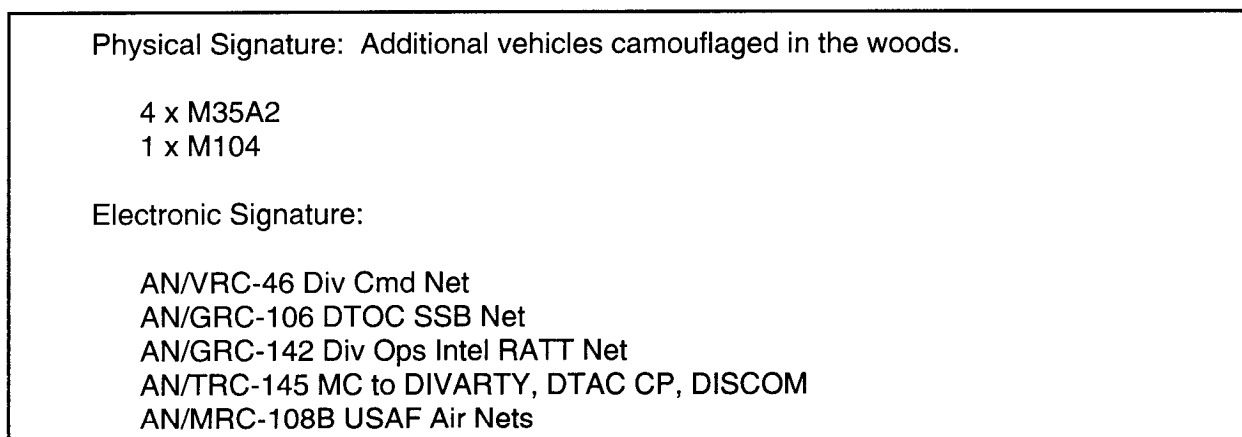 Physical Signature: Additional vehicles camouflaged in the woods.
4 x M35A2
1 x M104
Electronic Signature:
AN/VRC-46 Div Cmd Net
AN/GRC-106 DTOC SSB Net
AN/GRC-142 Div Ops Intel RATT Net
AN/TRC-145 MC to DIVARTY, DTAC CP, DISCOM
AN/MRC-108B USAF Air Nets